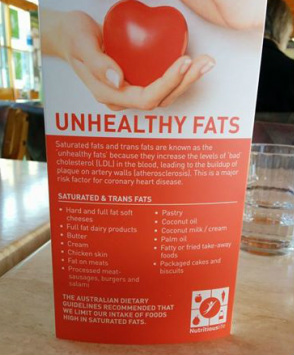 UNHEALTHY FATS
Saturated fats and trans fats are known as the
'unhealthy fats' because they increase the levels of 'bad'
cholesterol (LDL) in the blood, leading to the buildup of
plaque on artery walls (atherosclerosis). This is a major
risk factor for coronary heart disease.
SATURATED & TRANS FATS
• Hard and full fat soft
cheeses
• Full fat dairy products
• Butter
• Cream
• Chicken skin
• Fat on meats
• Processed meat-
sausages, burgers and
salami
• Pastry
• Coconut oil
• Coconut milk / cream
• Palm oil
• Fatty or fried take-away
foods
• Packaged cakes and
biscuits
THE AUSTRALIAN DIETARY
GUIDELINES RECOMMENDED THAT
WE LIMIT OUR INTAKE OF FOODS
HIGH IN SATURATED FATS.